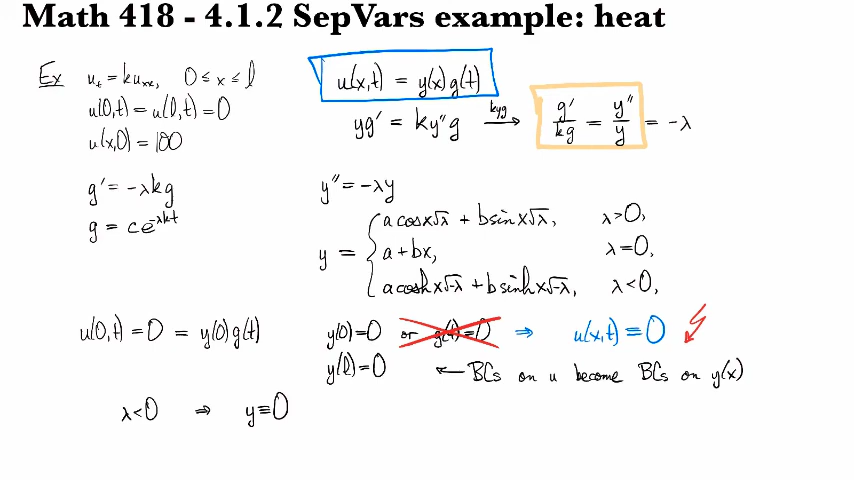 Math 418 - 4.1.2 SepVars example: heat
Ex u_t = k u_xx, 0 ≤ x ≤ l
u(0,t) = u(l,t) = 0
u(x,0) = 100
u(x,t) = y(x) g(t)
yg' = ky"g →(kyg) g'/kg = y"/y = -λ
g' = -λkg
g = ce^(-λkt)
y" = -λy
y = { a cos x√λ + b sin x√λ, λ>0,
a + bx, λ=0,
a cosh x√-λ + b sinh x√-λ, λ<0,
u(0,t) = 0 = y(0) g(t)
y(0)=0 or g(t)=0 ⇒ u(x,t) ≡ 0
y(l)=0 ← BCs on u become BCs on y(x)
λ<0 ⇒ y≡0